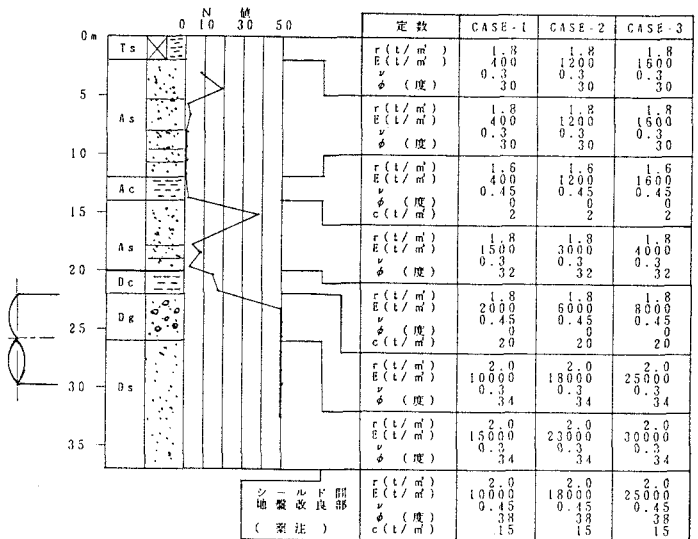 N 値
0 10 30 50
0 m
5
10
15
20
25
30
35
Ts
As
Ac
As
Dc
Dg
Ds
定数 CASE-1 CASE-2 CASE-3
r(t/㎥) 1.8 1.8 1.8
E(t/㎡) 400 1200 1600
ν 0.3 0.3 0.3
φ (度) 30 30 30
r(t/㎥) 1.8 1.8 1.8
E(t/㎡) 400 1200 1600
ν 0.3 0.3 0.3
φ (度) 30 30 30
r(t/㎥) 1.6 1.6 1.6
E(t/㎡) 400 1200 1600
ν 0.45 0.45 0.45
φ (度) 0 0 0
c(t/㎡) 2 2 2
r(t/㎥) 1.8 1.8 1.8
E(t/㎡) 1500 3000 4000
ν 0.3 0.3 0.3
φ (度) 32 32 32
r(t/㎥) 1.8 1.8 1.8
E(t/㎡) 2000 6000 8000
ν 0.45 0.45 0.45
φ (度) 0 0 0
c(t/㎡) 20 20 20
r(t/㎥) 2.0 2.0 2.0
E(t/㎡) 10000 18000 25000
ν 0.3 0.3 0.3
φ (度) 34 34 34
r(t/㎥) 2.0 2.0 2.0
E(t/㎡) 15000 23000 30000
ν 0.3 0.3 0.3
φ (度) 34 34 34
シールド間
地盤改良部
(薬注)
r(t/㎥) 2.0 2.0 2.0
E(t/㎡) 10000 18000 25000
ν 0.45 0.45 0.45
φ (度) 38 38 38
c(t/㎡) 15 15 15